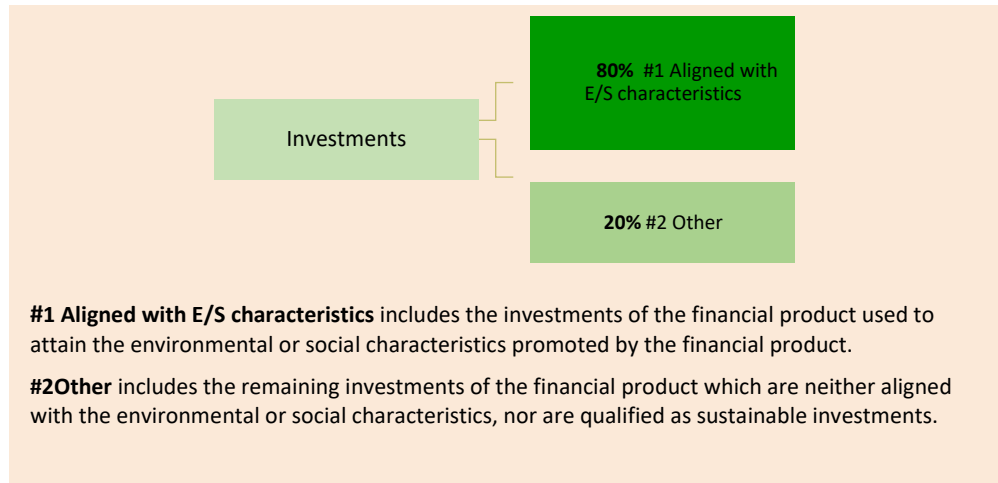 80% #1 Aligned with
E/S characteristics
Investments
20% #2 Other
#1 Aligned with E/S characteristics includes the investments of the financial product used to
attain the environmental or social characteristics promoted by the financial product.
#2Other includes the remaining investments of the financial product which are neither aligned
with the environmental or social characteristics, nor are qualified as sustainable investments.